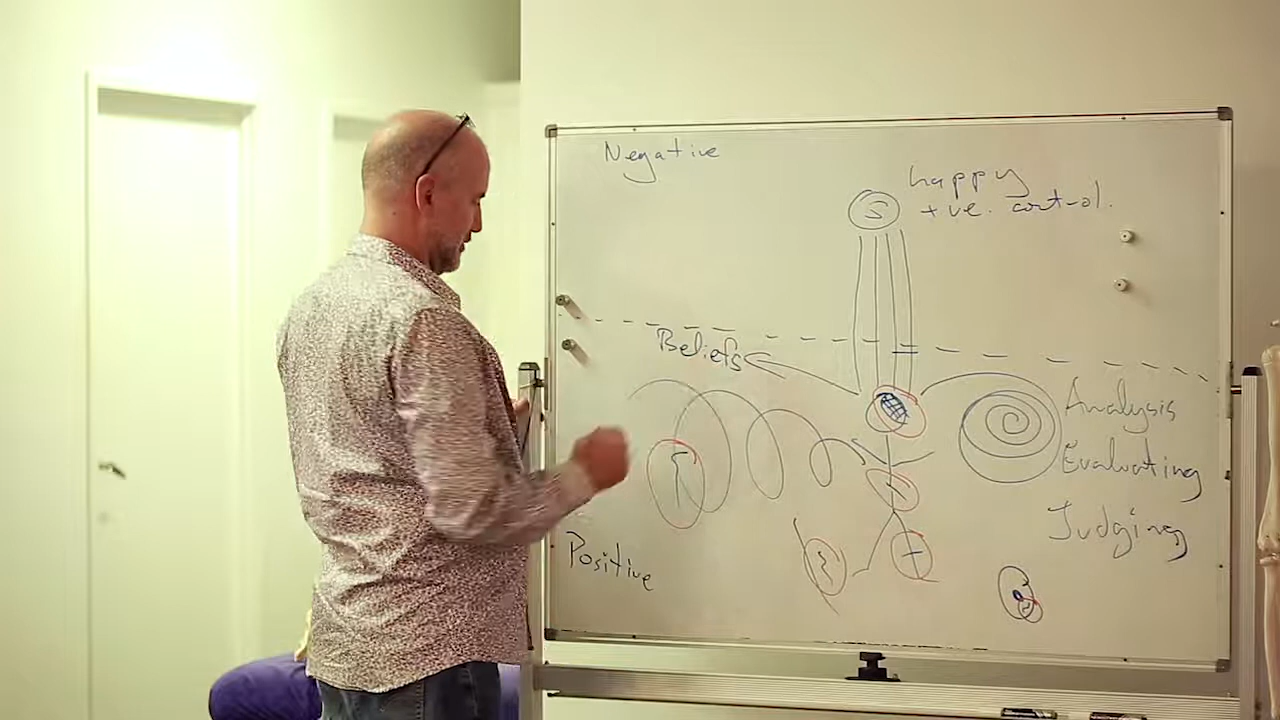 Negative
happy
+ve. control.
S
Beliefs
Analysis
Evaluating
Judging
Positive